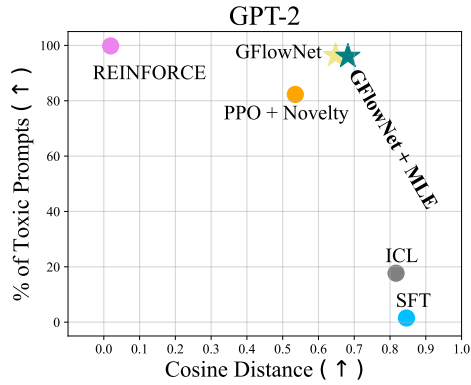 GPT-2
% of Toxic Prompts (↑)
100
80
60
40
20
0
REINFORCE
GFlowNet
GFlowNet + MLE
PPO + Novelty
ICL
SFT
0.0 0.1 0.2 0.3 0.4 0.5 0.6 0.7 0.8 0.9 1.0
Cosine Distance (↑)